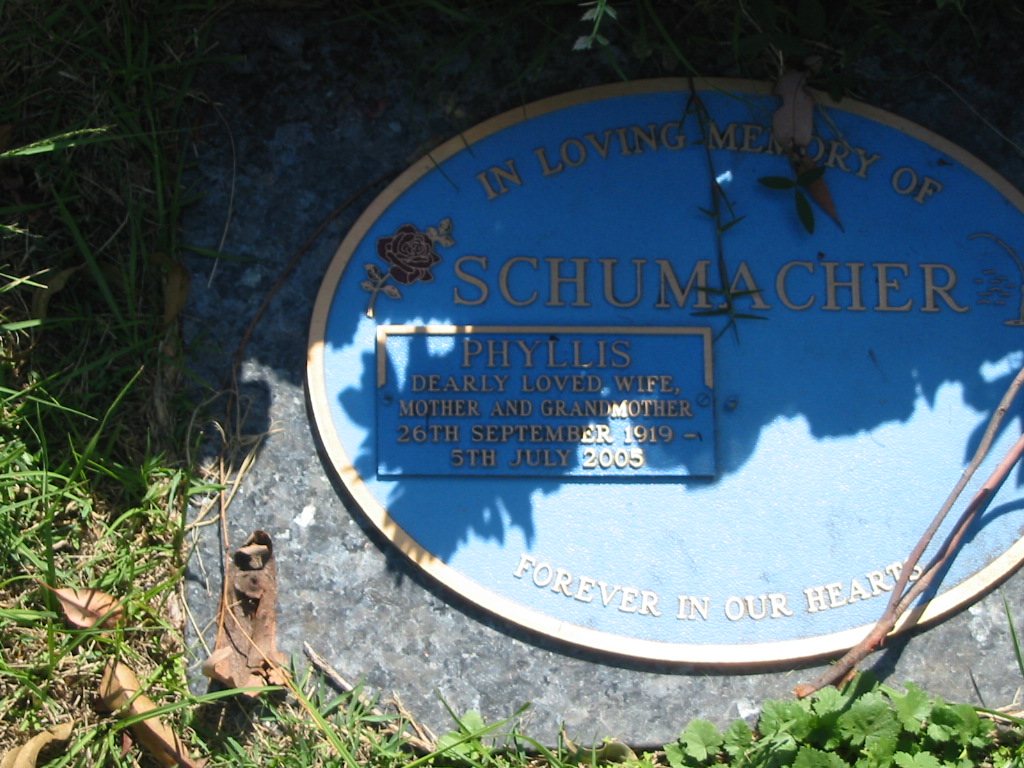 IN LOVING MEMORY OF
SCHUMACHER
PHYLLIS
DEARLY LOVED WIFE,
MOTHER AND GRANDMOTHER
26TH SEPTEMBER 1919 –
5TH JULY 2005
FOREVER IN OUR HEARTS